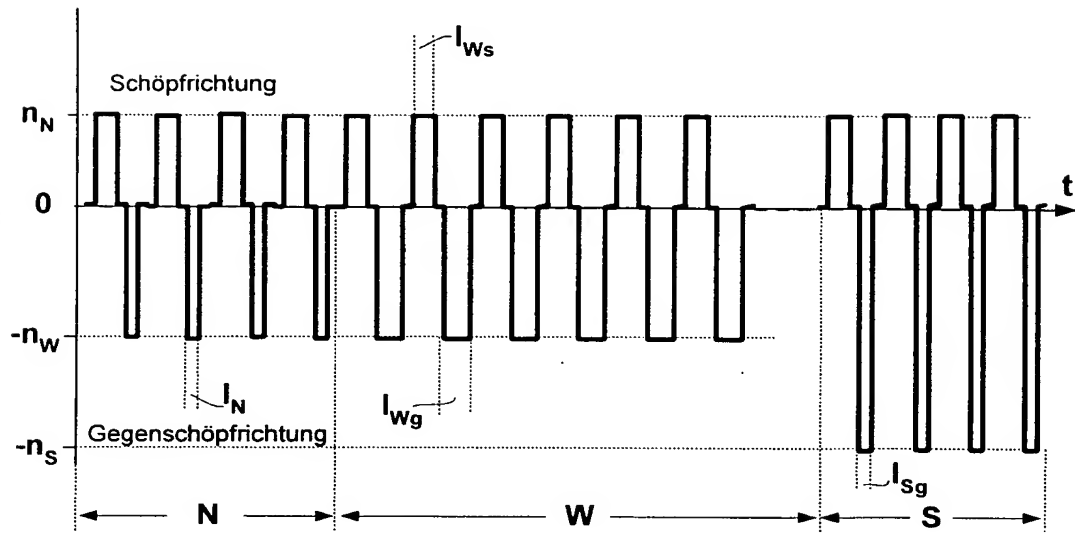 I_Ws
Schöpfrichtung
n_N
0
t
-n_W
I_N
I_Wg
Gegenschöpfrichtung
-n_S
I_Sg
N
W
S